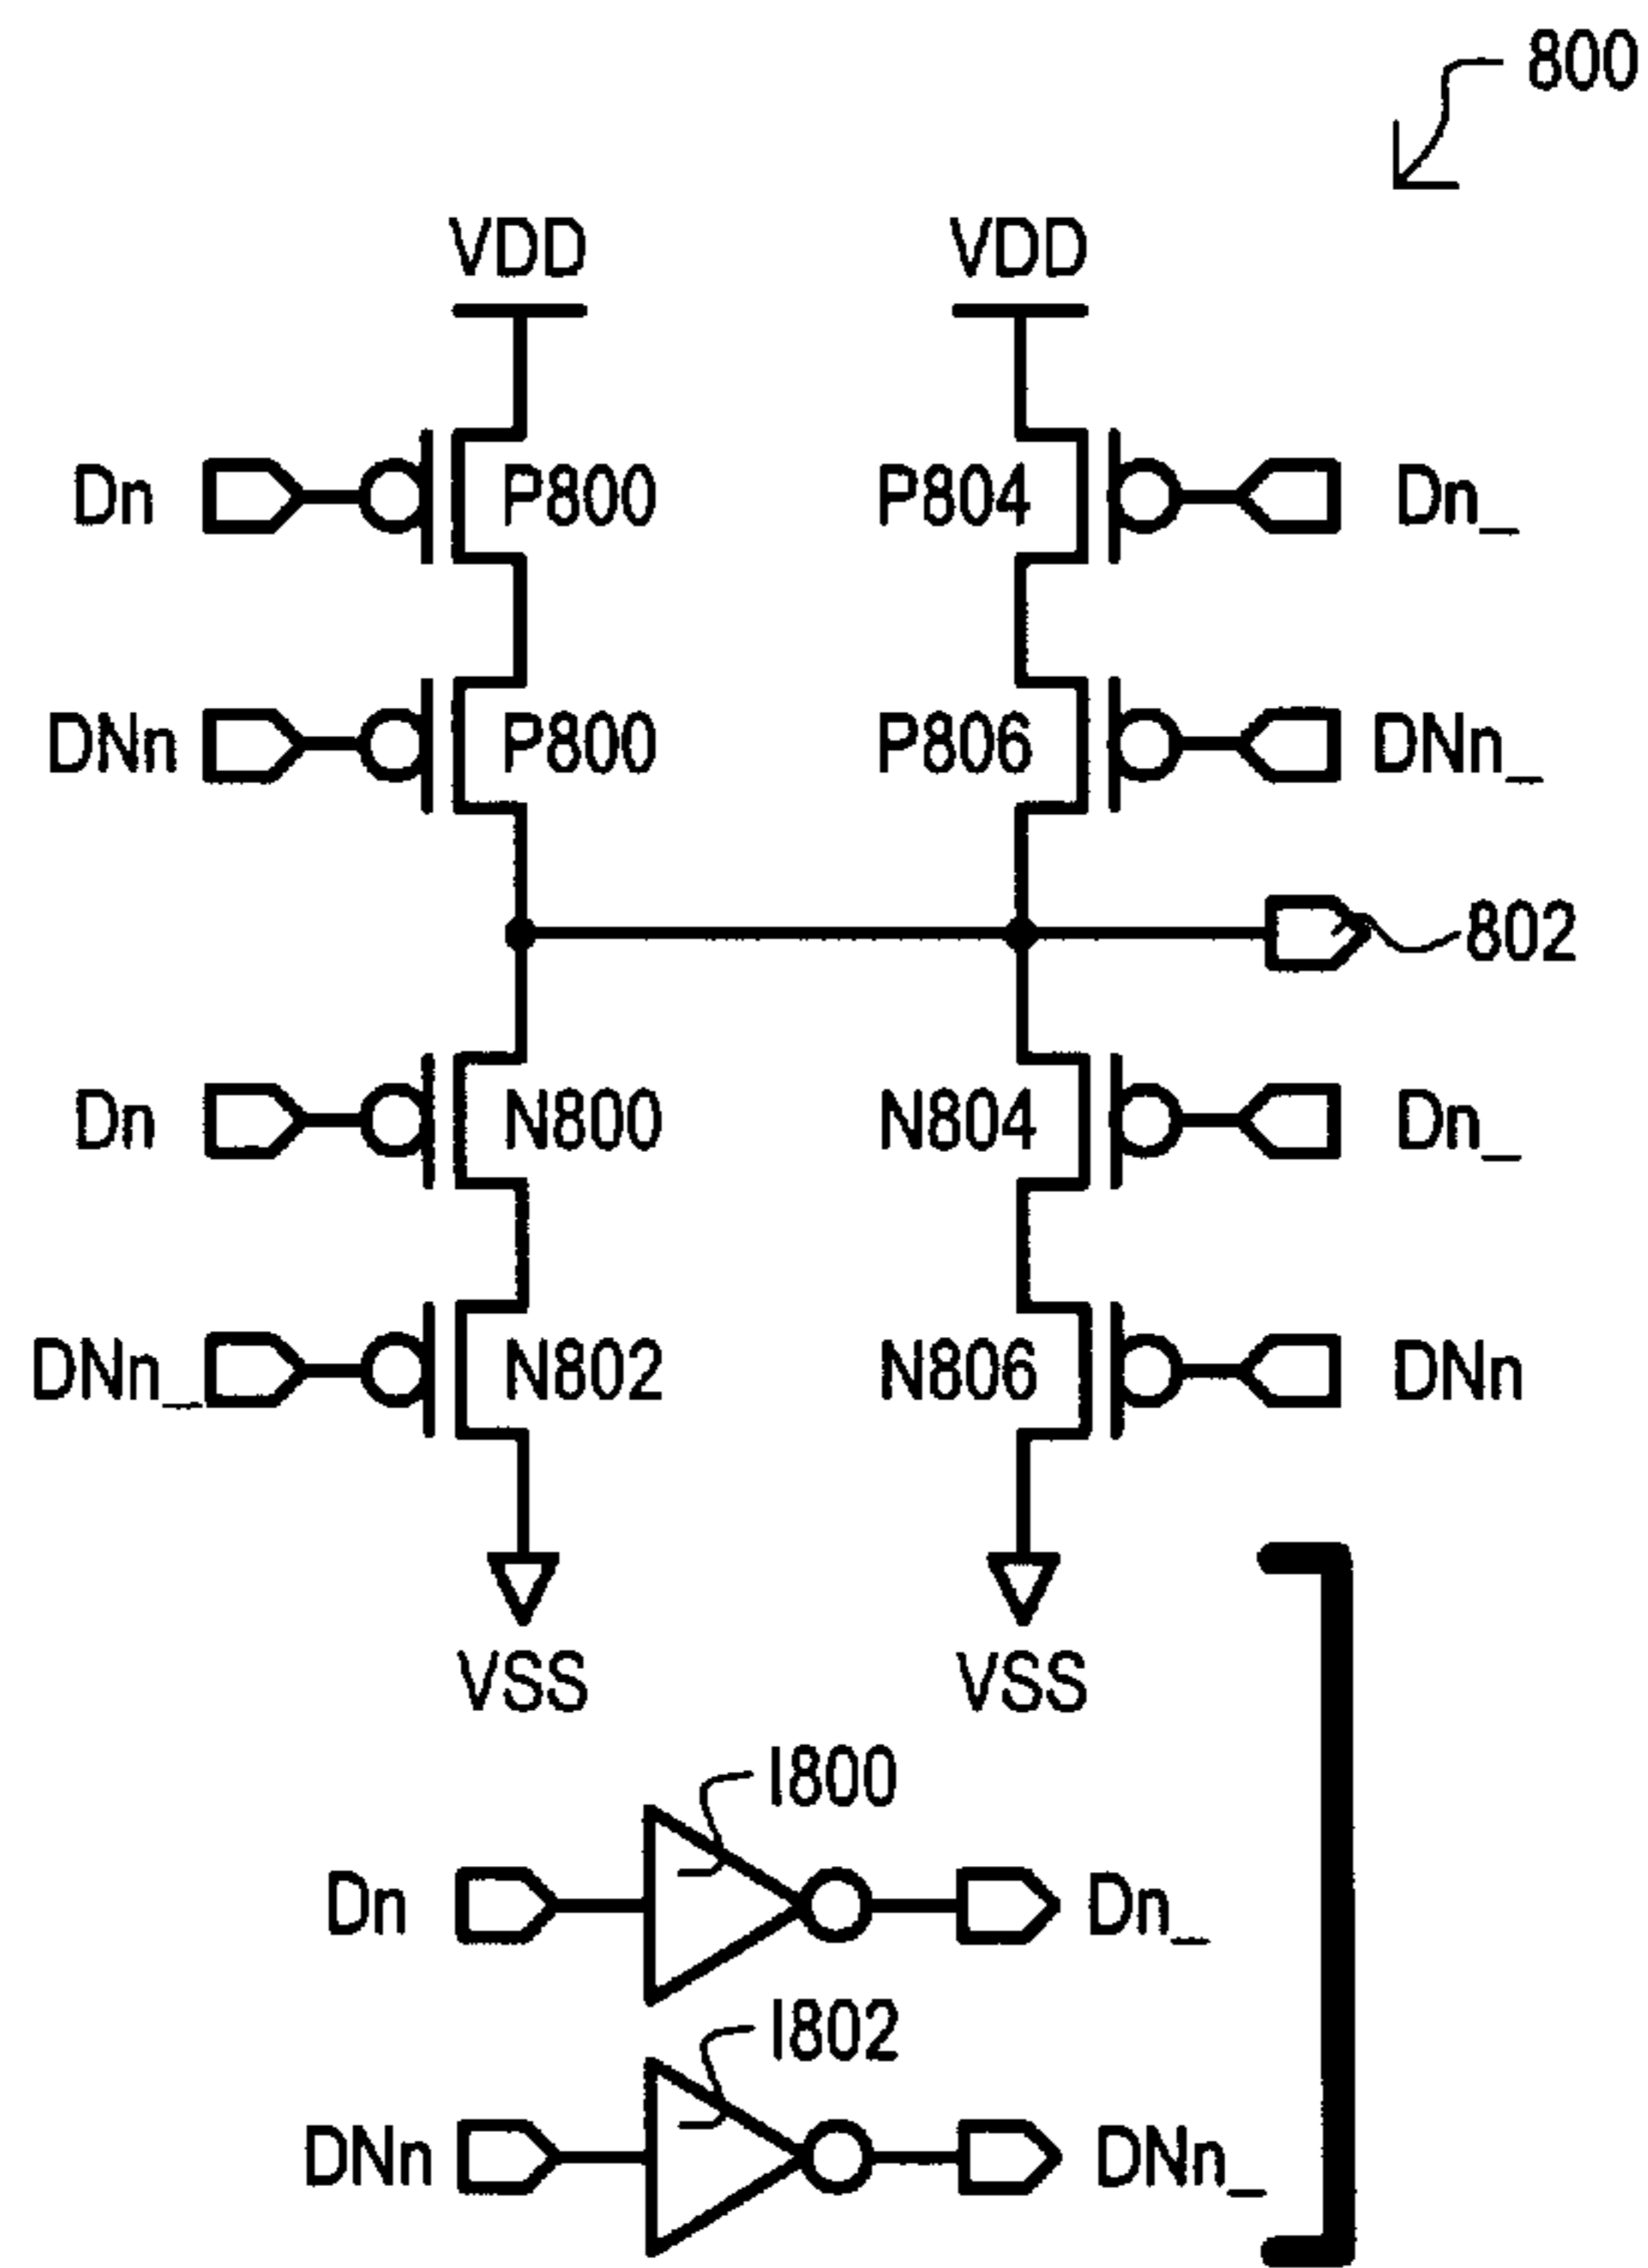 800
VDD VDD
Dn P800 P804 Dn_
DNn P800 P806 DNn_
802
Dn N800 N804 Dn_
DNn_ N802 N806 DNn
VSS VSS
I800
Dn Dn_
I802
DNn DNn_